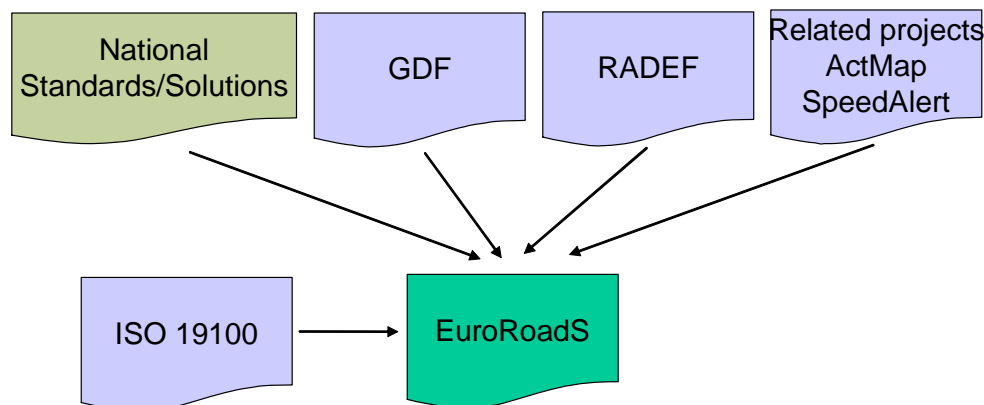 National
Standards/Solutions
GDF
RADEF
Related projects
ActMap
SpeedAlert
ISO 19100
EuroRoadS